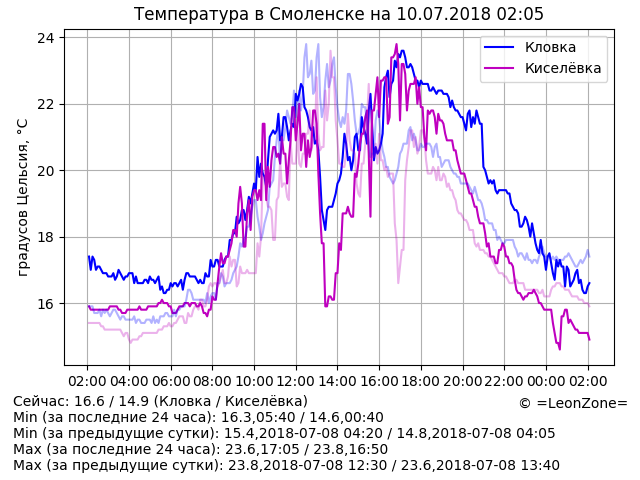 Температура в Смоленске на 10.07.2018 02:05
градусов Цельсия, °C
24
22
20
18
16
Кловка
Киселёвка
02:00 04:00 06:00 08:00 10:00 12:00 14:00 16:00 18:00 20:00 22:00 00:00 02:00
Сейчас: 16.6 / 14.9 (Кловка / Киселёвка)
© =LeonZone=
Min (за последние 24 часа): 16.3,05:40 / 14.6,00:40
Min (за предыдущие сутки): 15.4,2018-07-08 04:20 / 14.8,2018-07-08 04:05
Max (за последние 24 часа): 23.6,17:05 / 23.8,16:50
Max (за предыдущие сутки): 23.8,2018-07-08 12:30 / 23.6,2018-07-08 13:40